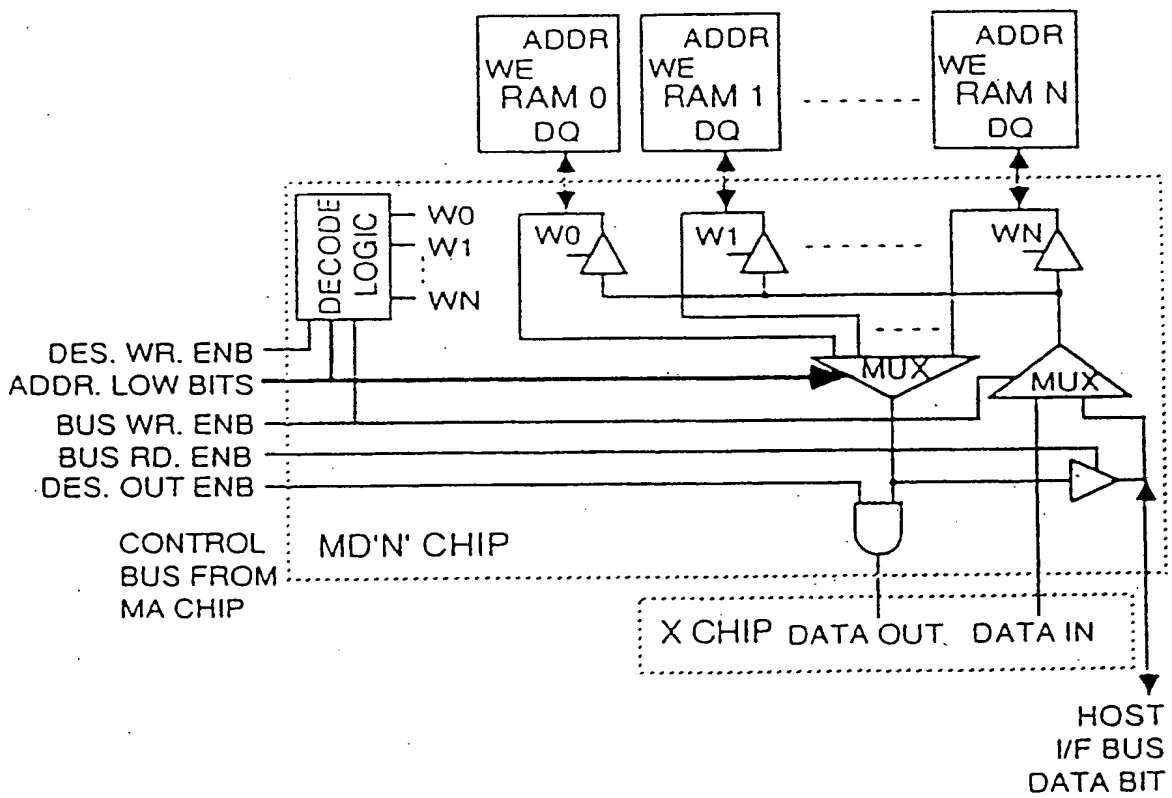 ADDR
WE
RAM 0
DQ
ADDR
WE
RAM 1
DQ
ADDR
WE
RAM N
DQ
DECODE
LOGIC
W0
W1
WN
W0
W1
WN
MUX
MUX
DES. WR. ENB
ADDR. LOW BITS
BUS WR. ENB
BUS RD. ENB
DES. OUT ENB
CONTROL
BUS FROM
MA CHIP
MD'N' CHIP
X CHIP
DATA OUT
DATA IN
HOST
I/F BUS
DATA BIT